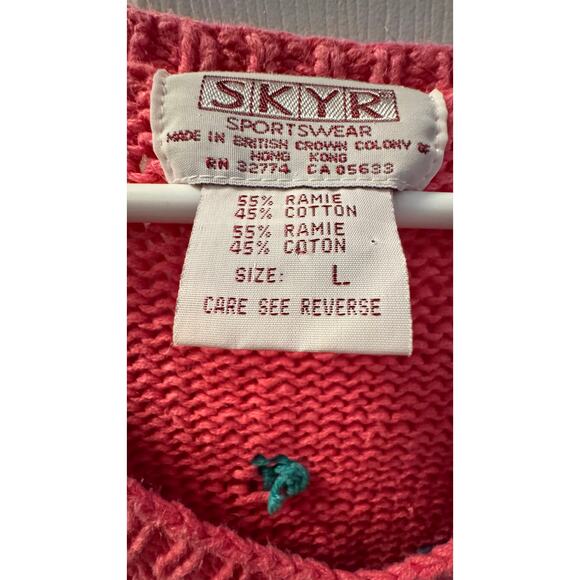 SKYR®
SPORTSWEAR
MADE IN BRITISH CROWN COLONY OF
HONG KONG
RN 32774 CA 05633
55% RAMIE
45% COTTON
55% RAMIE
45% COTON
SIZE: L
CARE SEE REVERSE